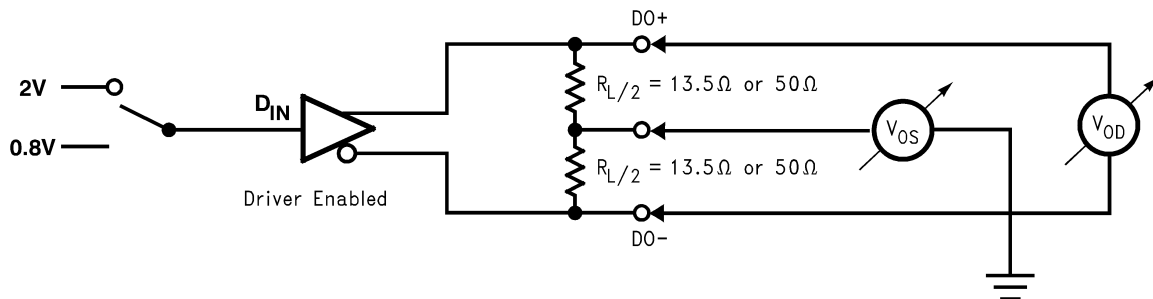 DO+
2V
R_L/2 = 13.5Ω or 50Ω
D_IN
V_OS
V_OD
0.8V
R_L/2 = 13.5Ω or 50Ω
Driver Enabled
DO-